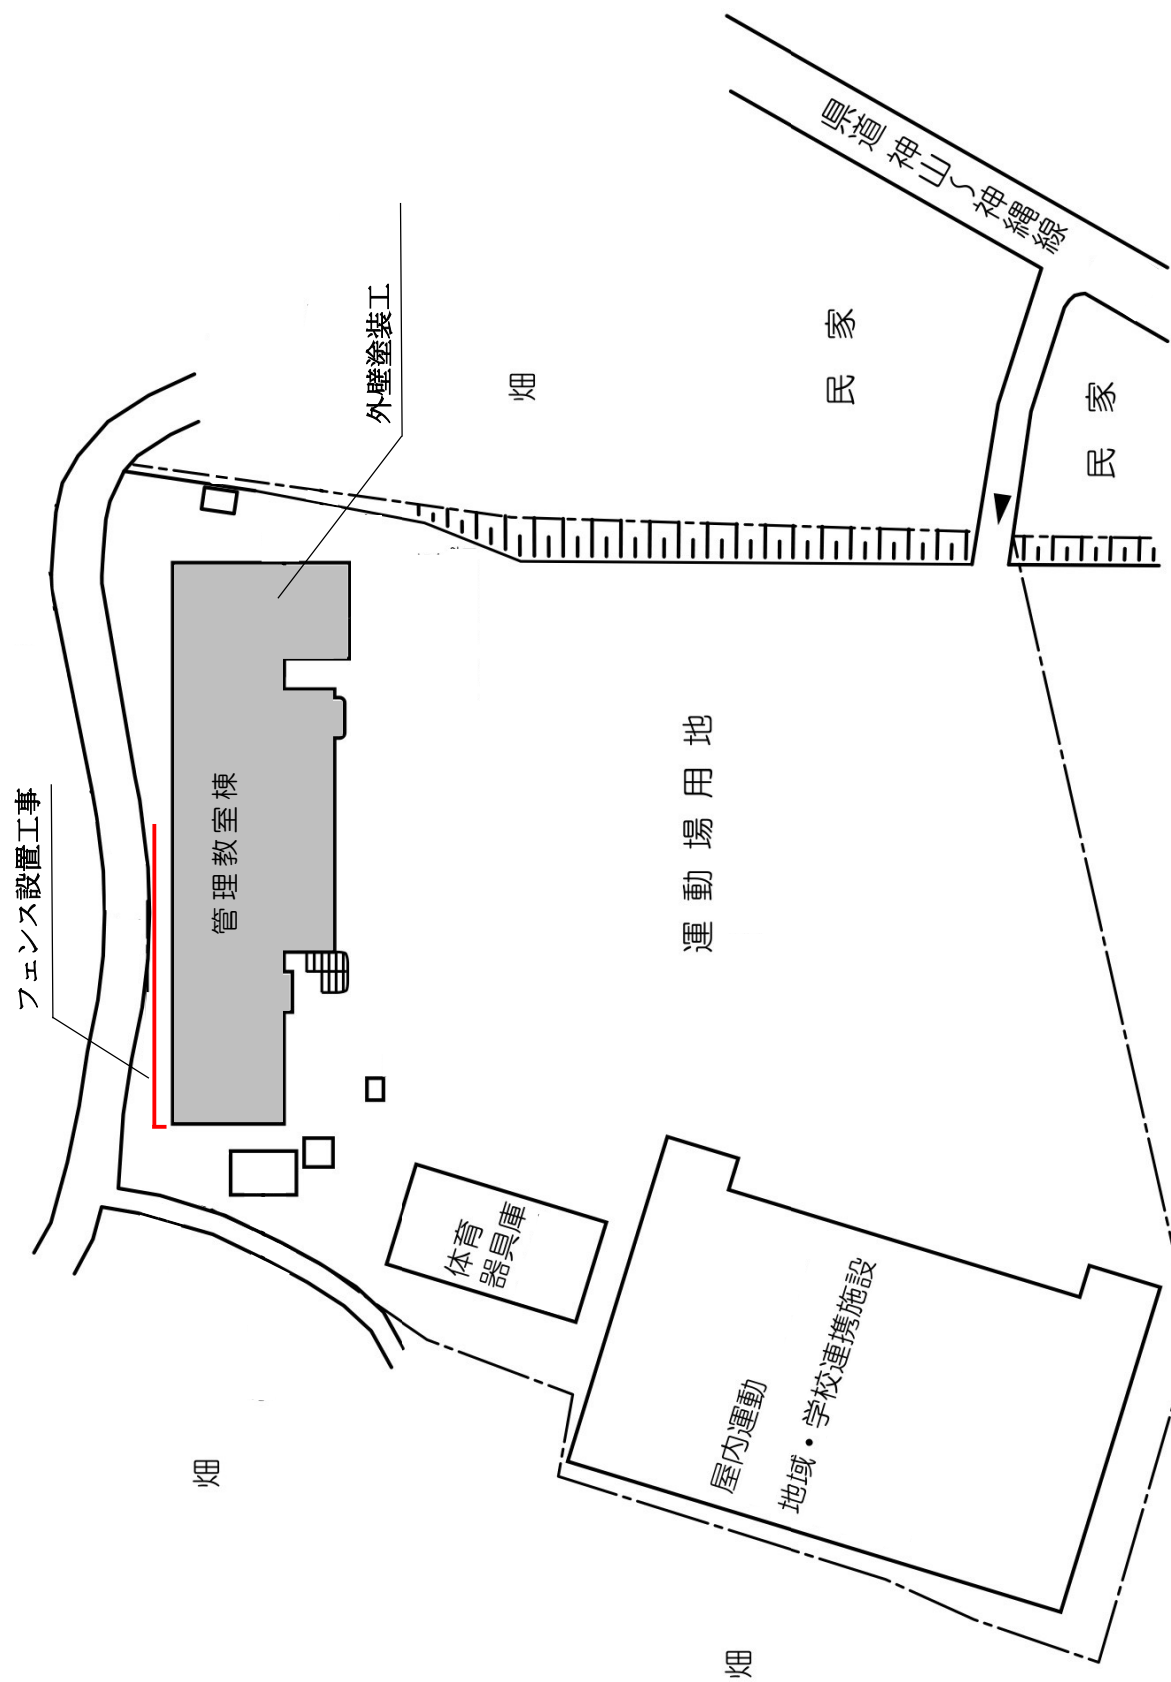 県道 神山～神縄線
外壁塗装工
畑
民家
民家
フェンス設置工事
管理教室棟
運動場用地
体育
器具庫
屋内運動
地域・学校連携施設
畑
畑